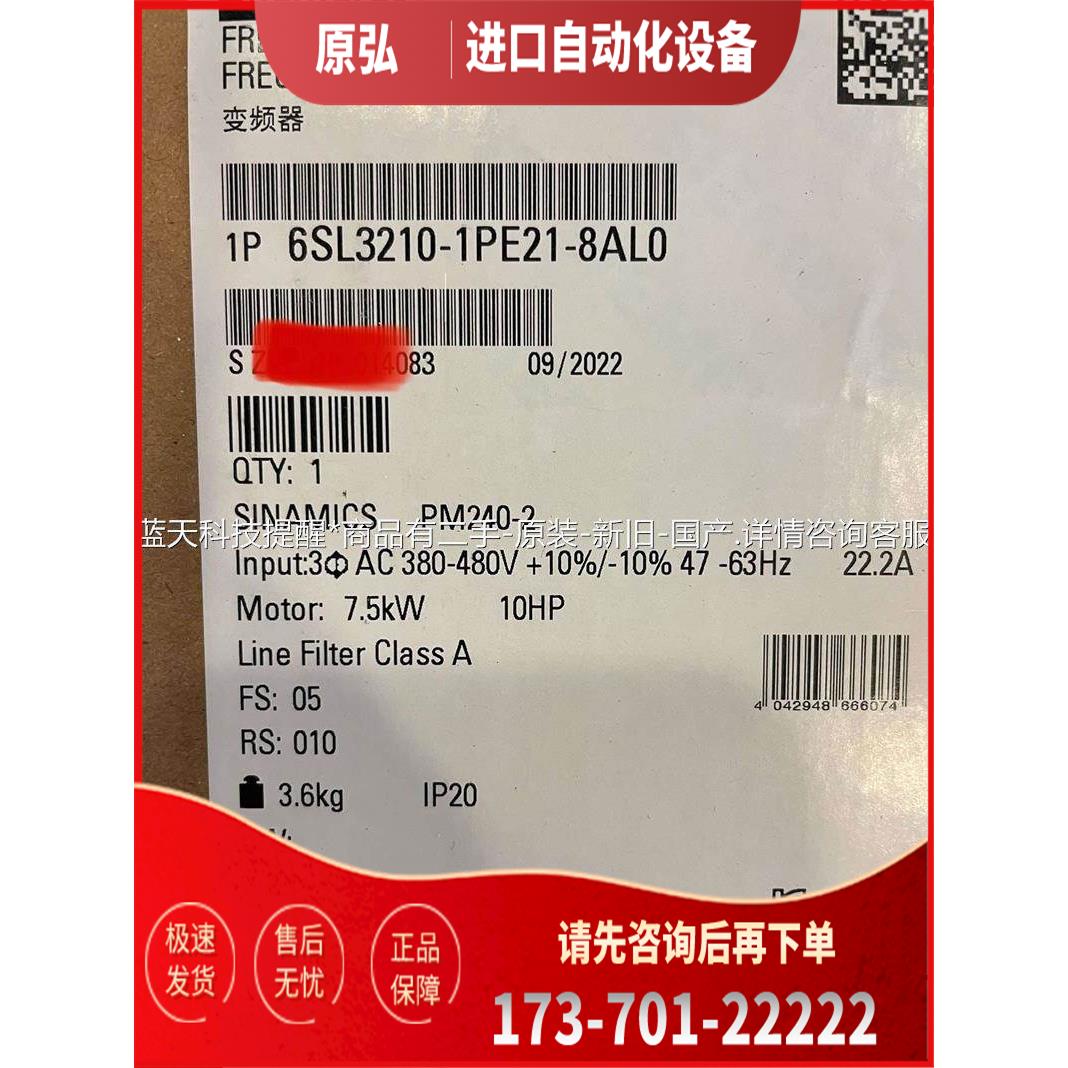 原弘 进口自动化设备
变频器
1P 6SL3210-1PE21-8AL0
014083 09/2022
QTY: 1
SINAMICS PM240-2
蓝天科技提醒*商品有二手-原装-新旧-国产.详情咨询客服
Input:3Φ AC 380-480V +10%/-10% 47 -63Hz 22.2A
Motor: 7.5kW 10HP
Line Filter Class A
4 042948 666074
FS: 05
RS: 010
3.6kg IP20
极速发货
售后无忧
正品保障
请先咨询后再下单
173-701-22222